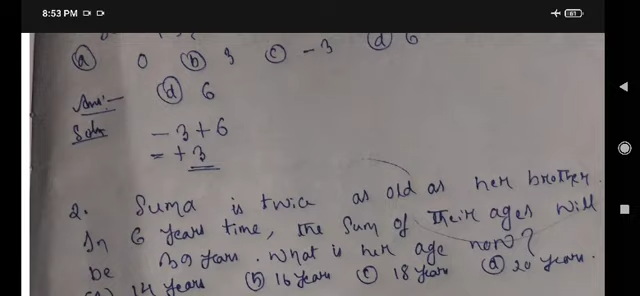 8:53 PM
61
(a) 0 (b) 3 (c) -3 (d) 6
Ans:- (d) 6
Soln
-3+6
= +3
2. Suma is twice as old as her brother.
In 6 years time, the sum of their ages will
be 39 years. What is her age now?
(a) 14 years (b) 16 years (c) 18 years (d) 20 years.